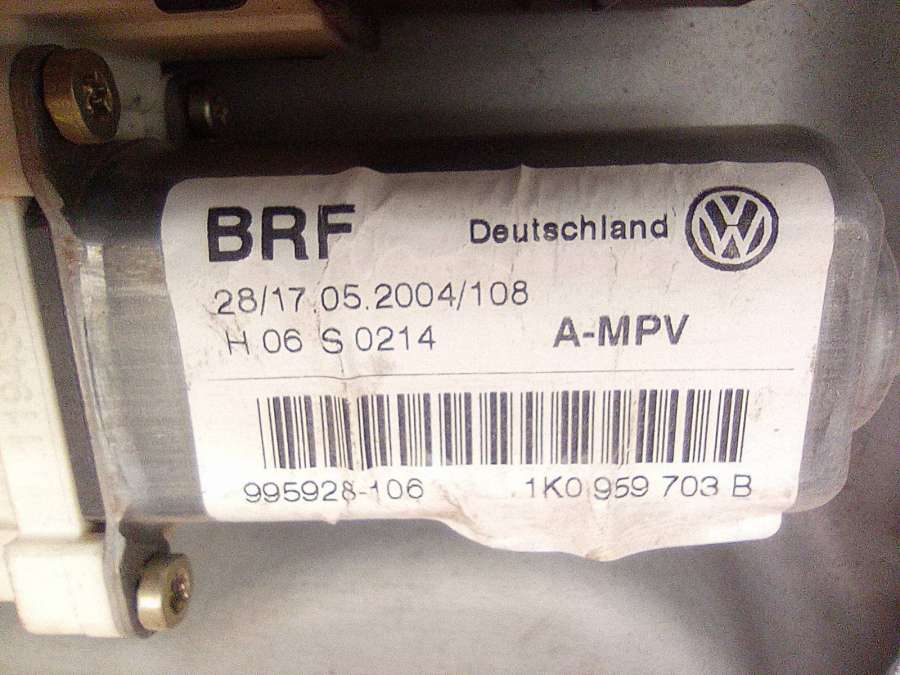 BRF
Deutschland
28/17.05.2004/108
H 06 S 0214
A-MPV
995928-106
1K0 959 703 B